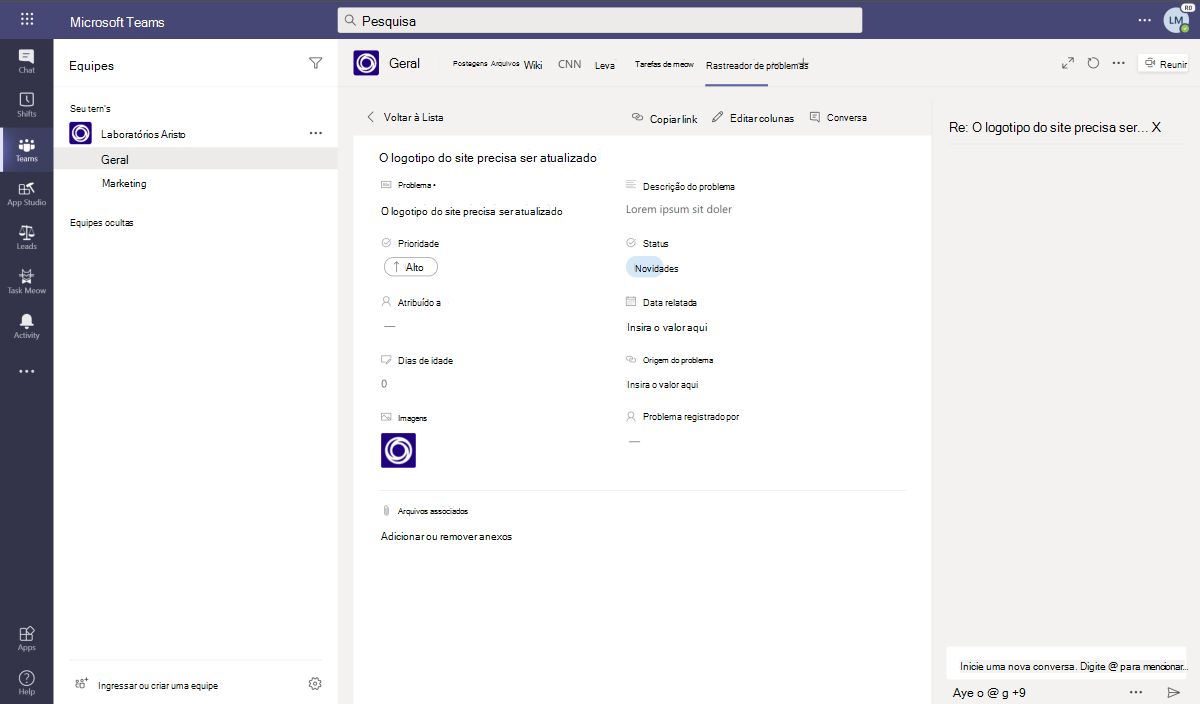 Microsoft Teams
Pesquisa
R0
LM
Chat
Shifts
Teams
App Studio
Leads
Task Meow
Activity
Apps
Help
Equipes
Seu tern's
Laboratórios Aristo
Geral
Marketing
Equipes ocultas
Ingressar ou criar uma equipe
Geral
Postagens Arquivos Wiki CNN Leva Tarefas de meow Rastreador de problemas
Reunir
Voltar à Lista
Copiar link
Editar colunas
Conversa
O logotipo do site precisa ser atualizado
Problema •
O logotipo do site precisa ser atualizado
Descrição do problema
Lorem ipsum sit doler
Prioridade
Alto
Status
Novidades
Atribuído a
—
Data relatada
Insira o valor aqui
Dias de idade
0
Origem do problema
Insira o valor aqui
Imagens
Problema registrado por
—
Arquivos associados
Adicionar ou remover anexos
Re: O logotipo do site precisa ser... X
Inicie uma nova conversa. Digite @ para mencionar...
Aye o @ g +9